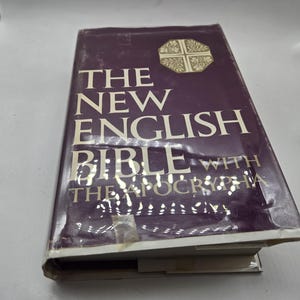 THE
NEW
ENGLISH
BIBLE WITH
THE APOCRYPHA